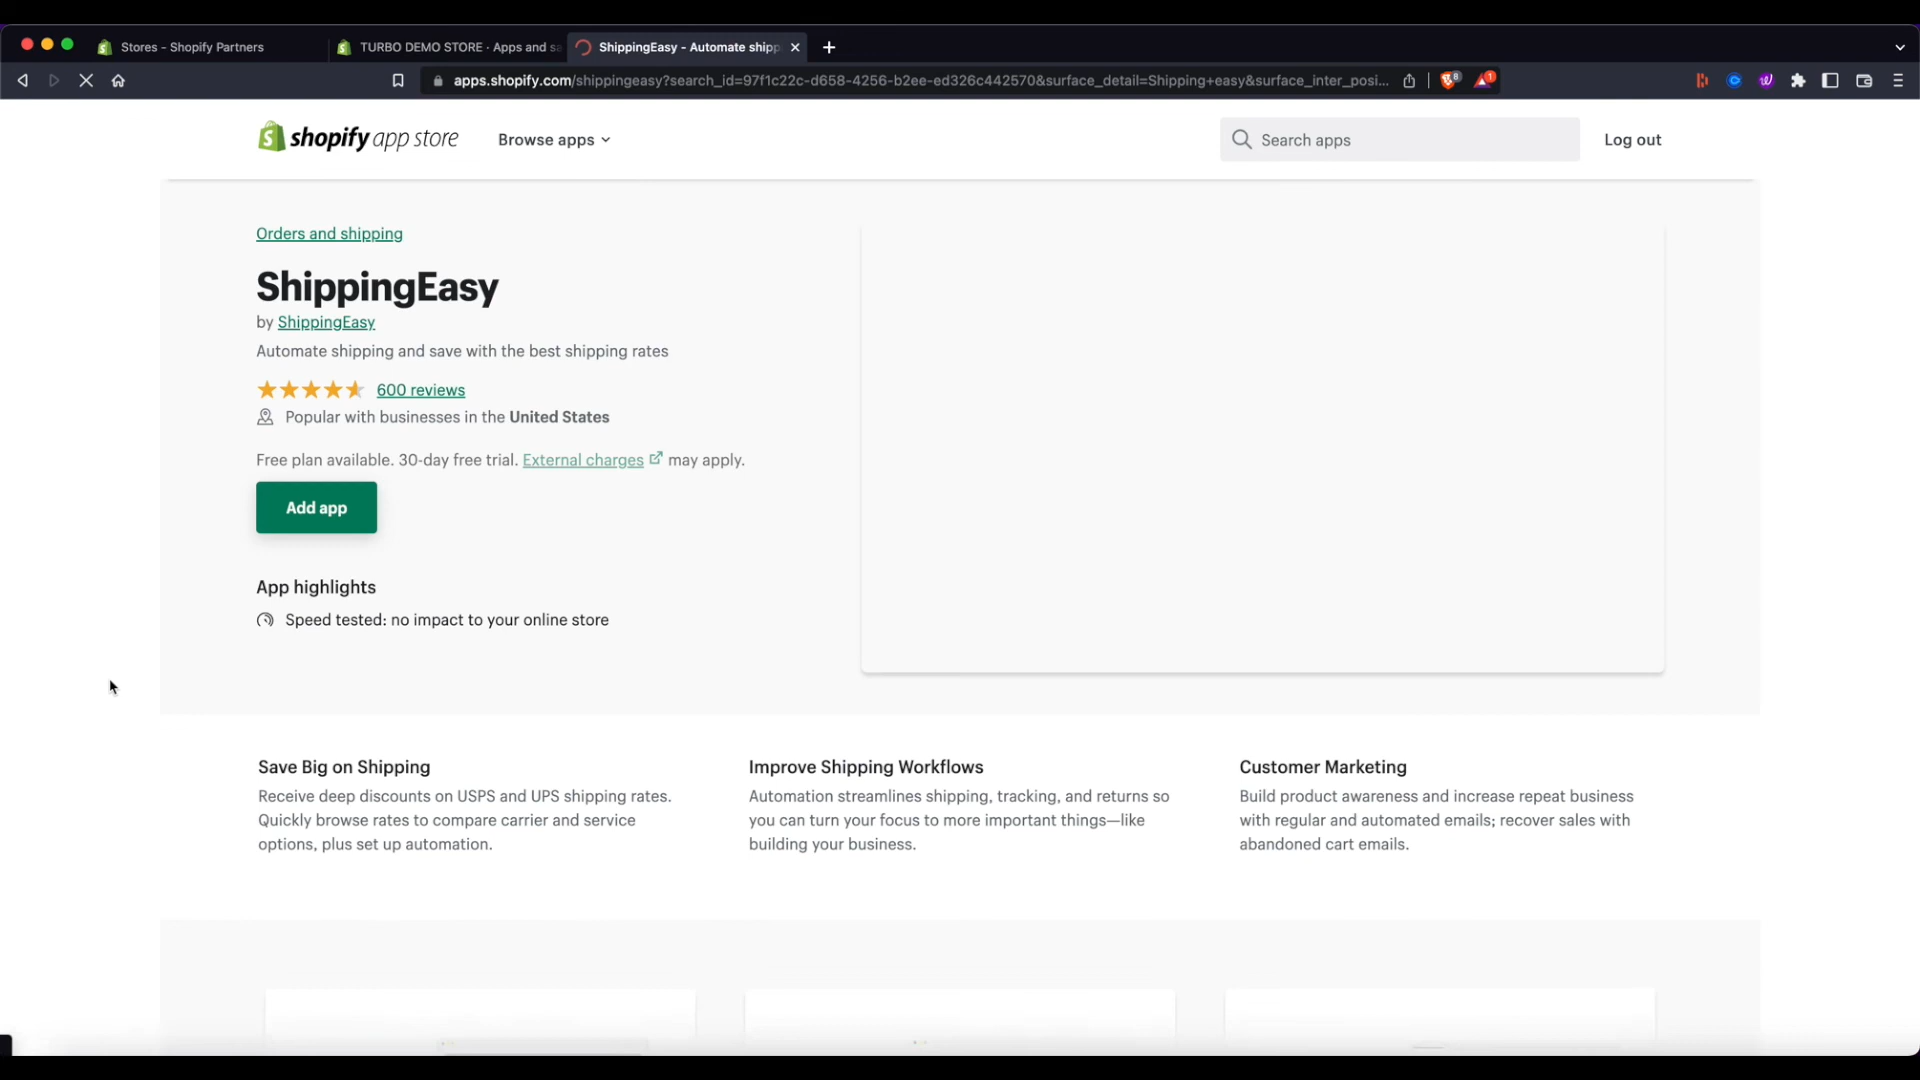 Stores - Shopify Partners
TURBO DEMO STORE · Apps and sa
ShippingEasy - Automate shipp
apps.shopify.com/shippingeasy?search_id=97f1c22c-d658-4256-b2ee-ed326c442570&surface_detail=Shipping+easy&surface_inter_posi...
8
1
shopify app store
Browse apps
Search apps
Log out
Orders and shipping
ShippingEasy
by ShippingEasy
Automate shipping and save with the best shipping rates
600 reviews
Popular with businesses in the United States
Free plan available. 30-day free trial. External charges may apply.
Add app
App highlights
Speed tested: no impact to your online store
Save Big on Shipping
Receive deep discounts on USPS and UPS shipping rates.
Quickly browse rates to compare carrier and service
options, plus set up automation.
Improve Shipping Workflows
Automation streamlines shipping, tracking, and returns so
you can turn your focus to more important things—like
building your business.
Customer Marketing
Build product awareness and increase repeat business
with regular and automated emails; recover sales with
abandoned cart emails.